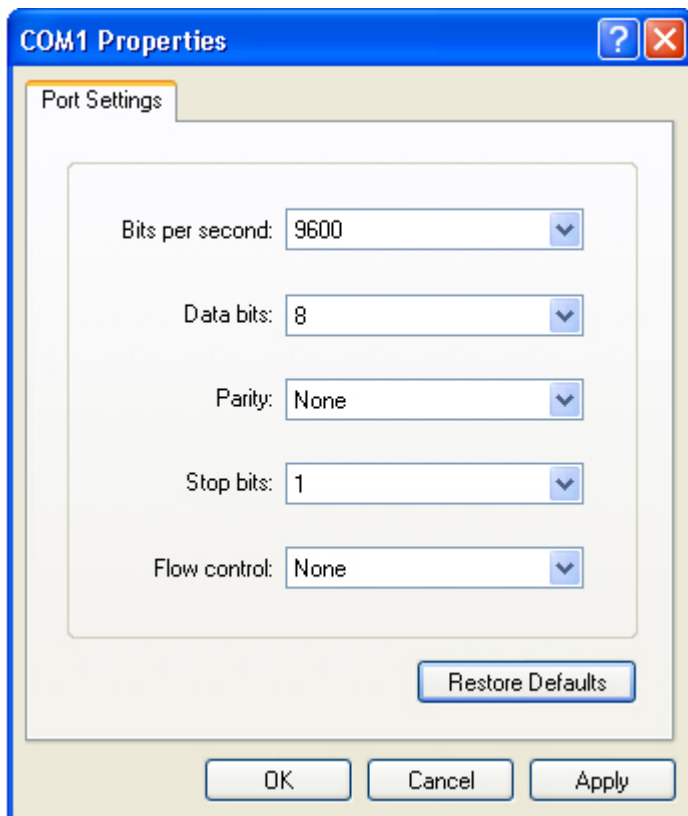 COM1 Properties
Port Settings
Bits per second: 9600
Data bits: 8
Parity: None
Stop bits: 1
Flow control: None
Restore Defaults
OK Cancel Apply